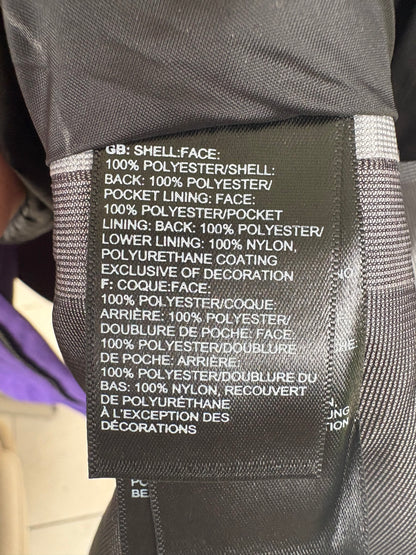 GB: SHELL:FACE:
100% POLYESTER/SHELL:
BACK: 100% POLYESTER/
POCKET LINING: FACE:
100% POLYESTER/POCKET
LINING: BACK: 100% POLYESTER/
LOWER LINING: 100% NYLON,
POLYURETHANE COATING
EXCLUSIVE OF DECORATION
F: COQUE:FACE:
100% POLYESTER/COQUE:
ARRIÈRE: 100% POLYESTER/
DOUBLURE DE POCHE: FACE:
100% POLYESTER/DOUBLURE
DE POCHE: ARRIÈRE:
100% POLYESTER/DOUBLURE DU
BAS: 100% NYLON, RECOUVERT
DE POLYURÉTHANE
À L'EXCEPTION DES
DÉCORATIONS